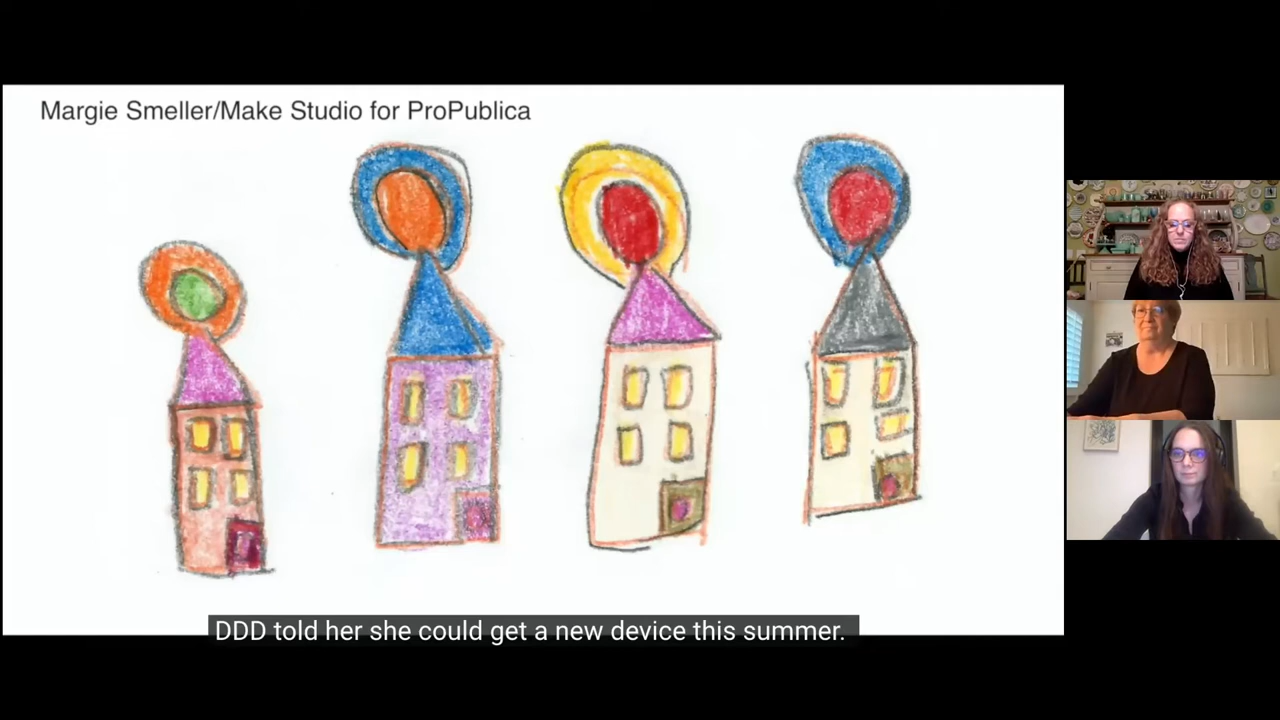 Margie Smeller/Make Studio for ProPublica
DDD told her she could get a new device this summer.